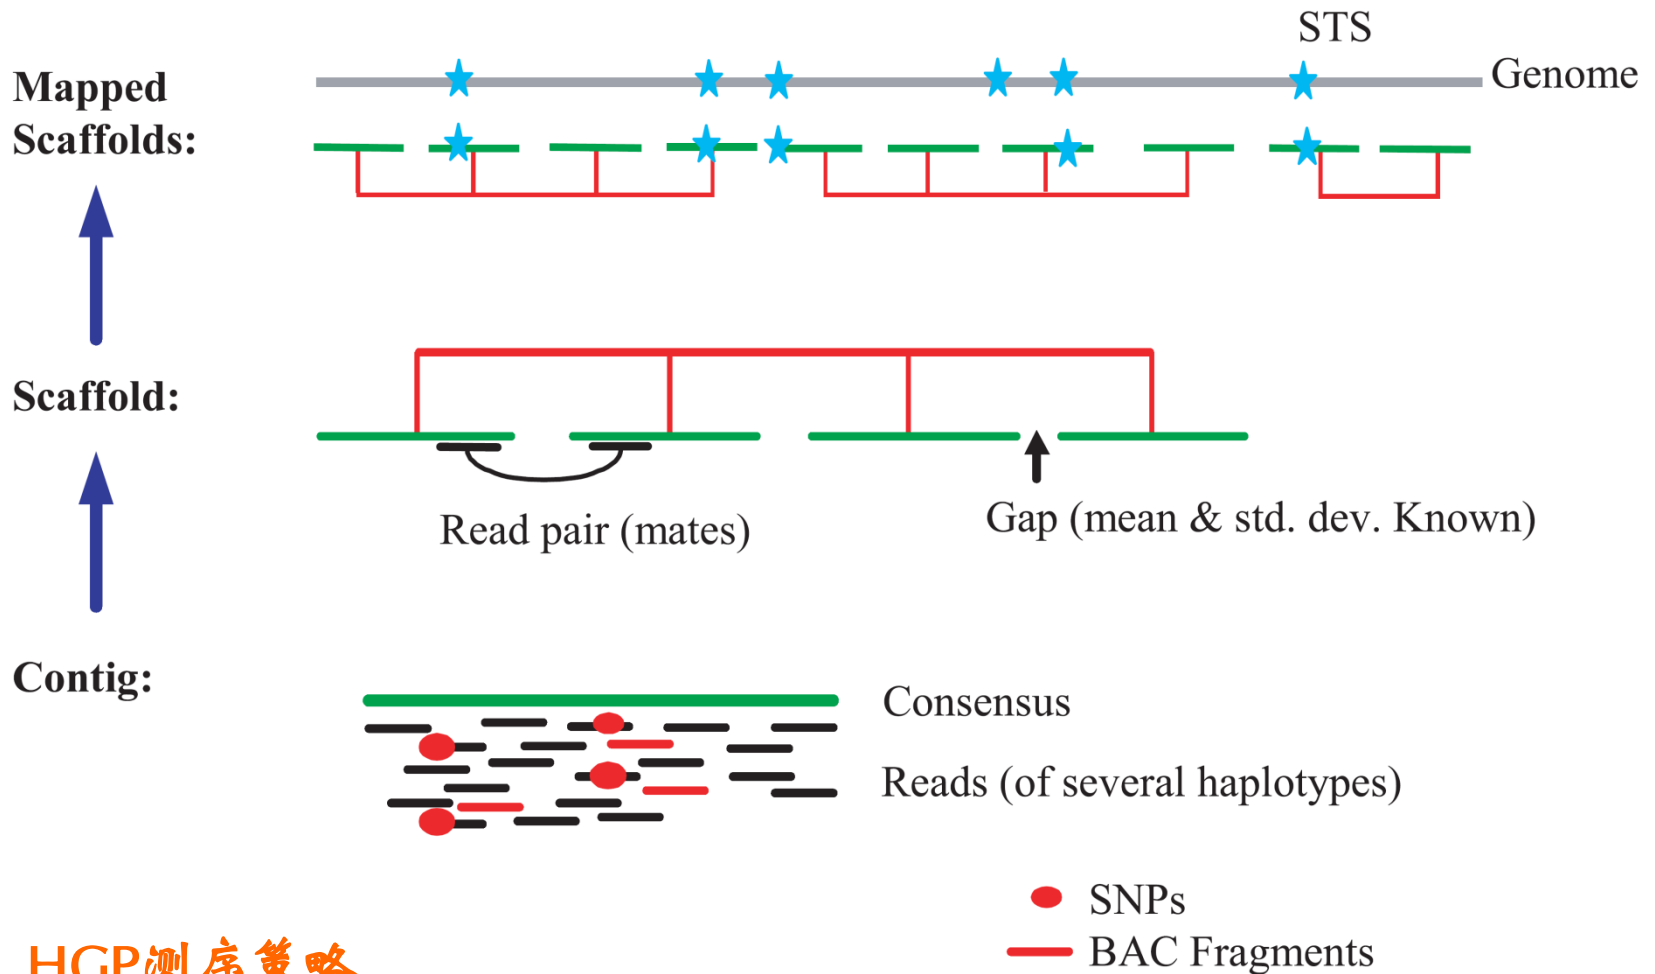 STS
Genome
Mapped
Scaffolds:
Scaffold:
Read pair (mates)
Gap (mean & std. dev. Known)
Contig:
Consensus
Reads (of several haplotypes)
SNPs
BAC Fragments
HGP测序策略